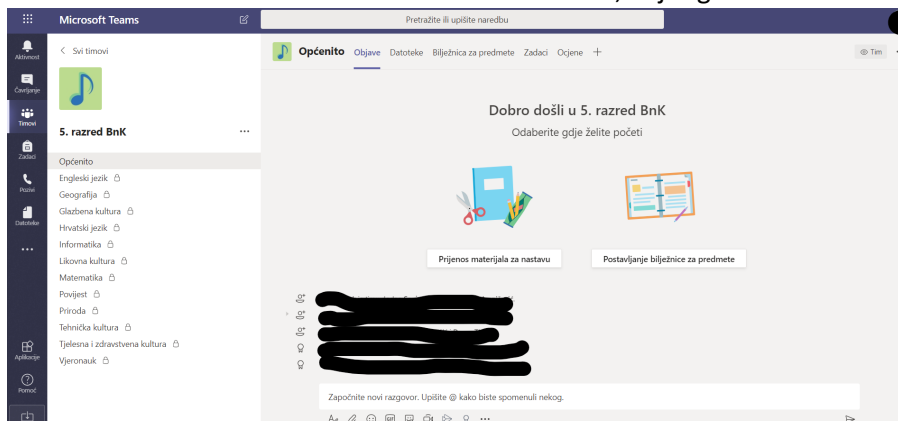 Microsoft Teams
Pretražite ili upišite naredbu
Aktivnost
Čavrljanje
Timovi
Zadaci
Pozivi
Datoteke
Aplikacije
Pomoć
Svi timovi
5. razred BnK
Općenito
Engleski jezik
Geografija
Glazbena kultura
Hrvatski jezik
Informatika
Likovna kultura
Matematika
Povijest
Priroda
Tehnička kultura
Tjelesna i zdravstvena kultura
Vjeronauk
Općenito Objave Datoteke Bilježnica za predmete Zadaci Ocjene
Tim
Dobro došli u 5. razred BnK
Odaberite gdje želite početi
Prijenos materijala za nastavu
Postavljanje bilježnice za predmete
Započnite novi razgovor. Upišite @ kako biste spomenuli nekog.
GIF